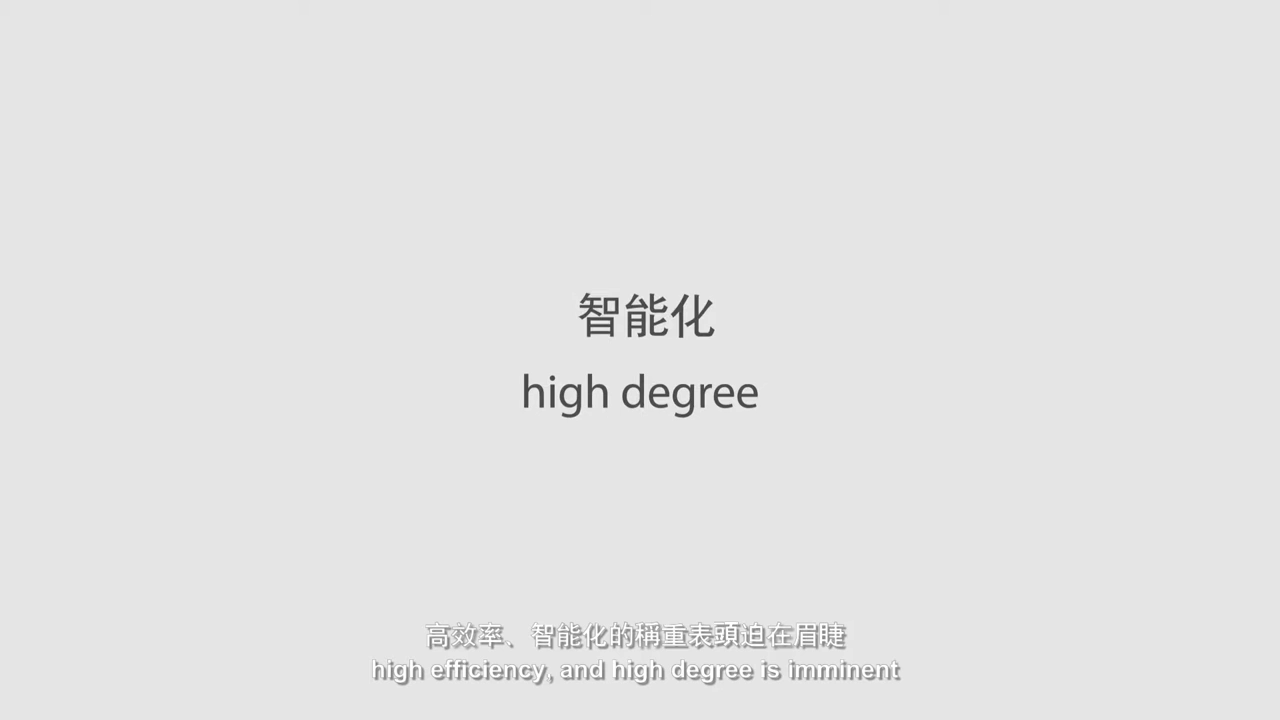 智能化
high degree
高效率、智能化的稱重表頭迫在眉睫
high efficiency, and high degree is imminent